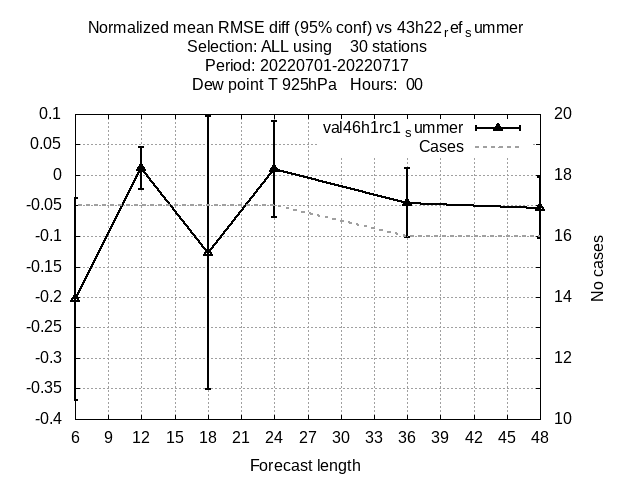 Normalized mean RMSE diff (95% conf) vs 43h22refsummer
Selection: ALL using    30 stations
Period: 20220701-20220717
Dew point T 925hPa   Hours:  00
0.1
0.05
0
-0.05
-0.1
-0.15
-0.2
-0.25
-0.3
-0.35
-0.4
val46h1rc1summer
Cases
20
18
16
14
12
10
No cases
6 9 12 15 18 21 24 27 30 33 36 39 42 45 48
Forecast length